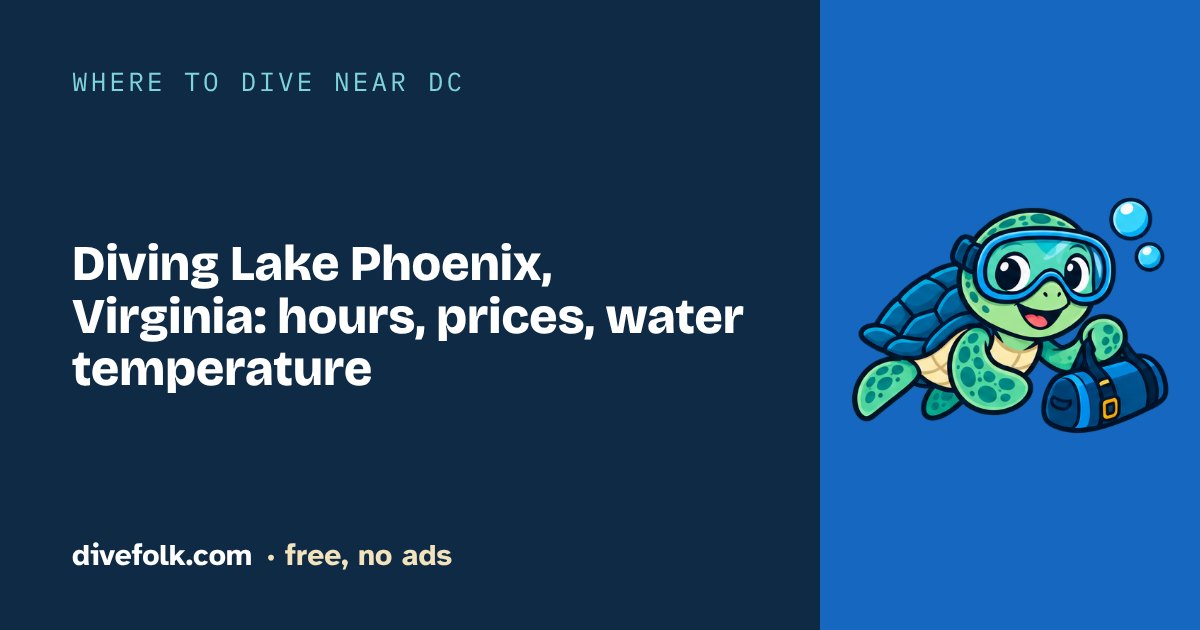 WHERE TO DIVE NEAR DC
Diving Lake Phoenix,
Virginia: hours, prices, water
temperature
divefolk.com · free, no ads